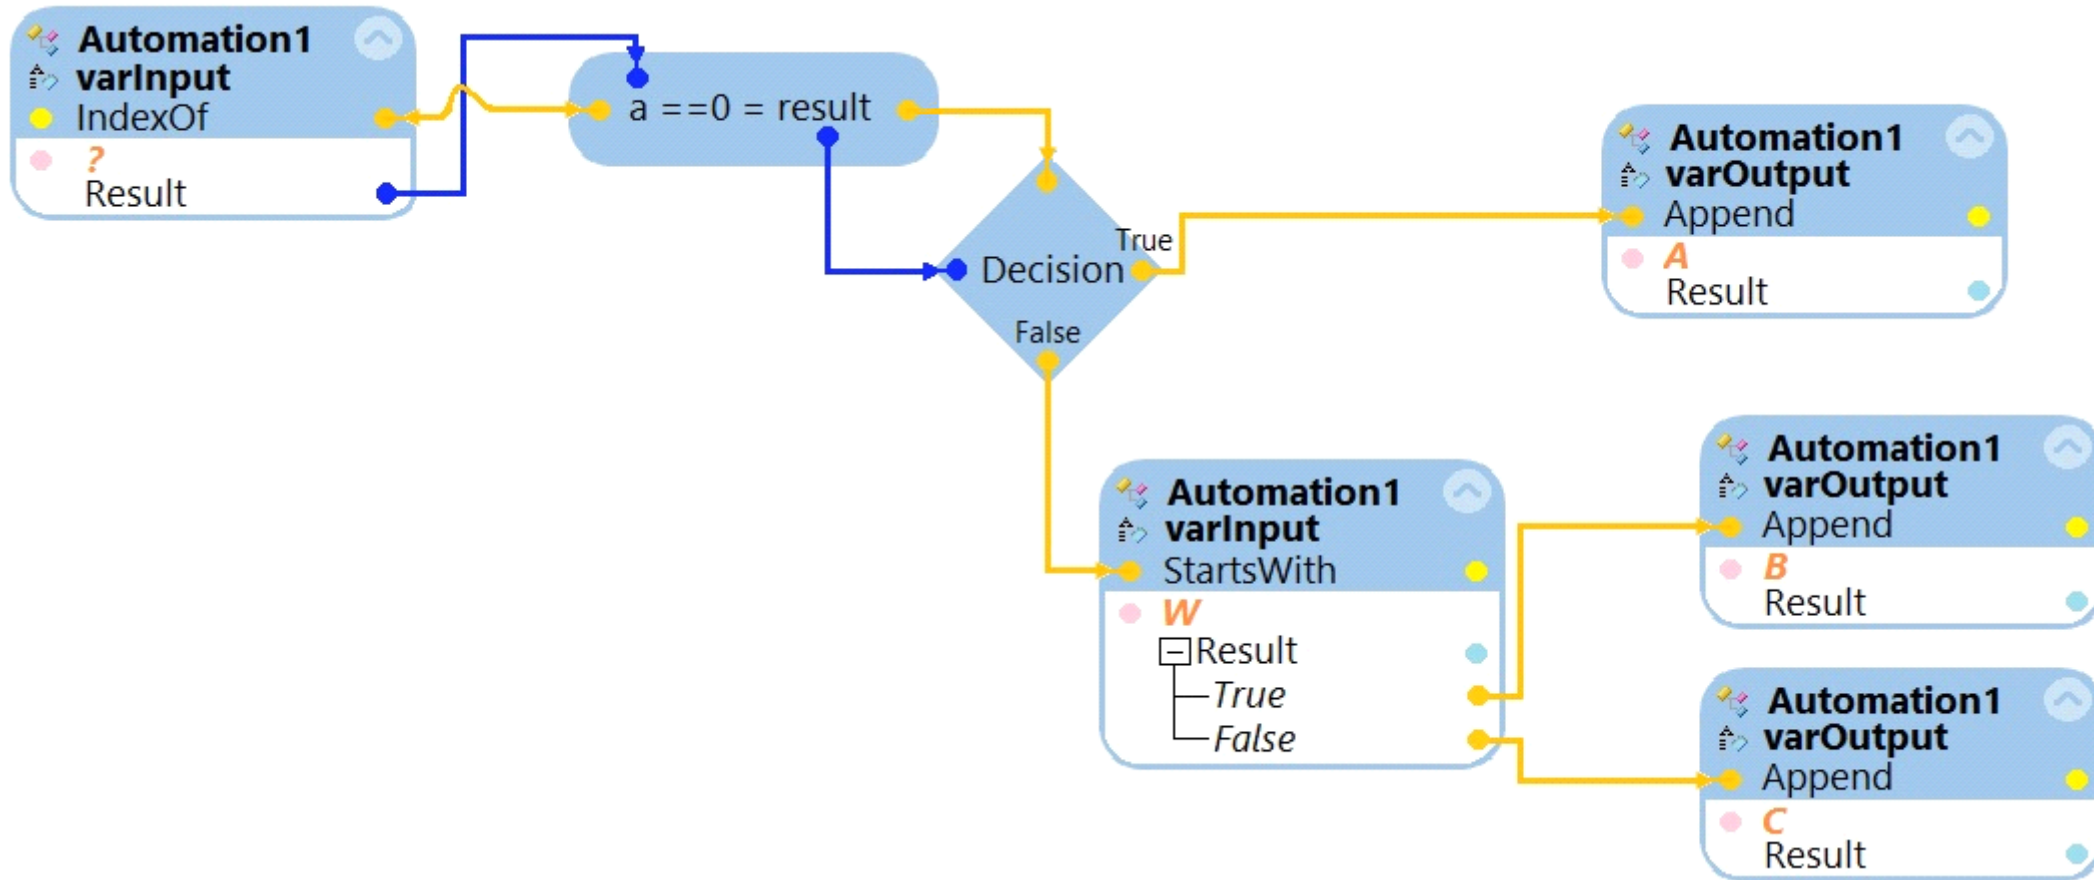 Automation1
varInput
IndexOf
?
Result
a ==0 = result
Decision
True
False
Automation1
varOutput
Append
A
Result
Automation1
varInput
StartsWith
W
Result
True
False
Automation1
varOutput
Append
B
Result
Automation1
varOutput
Append
C
Result